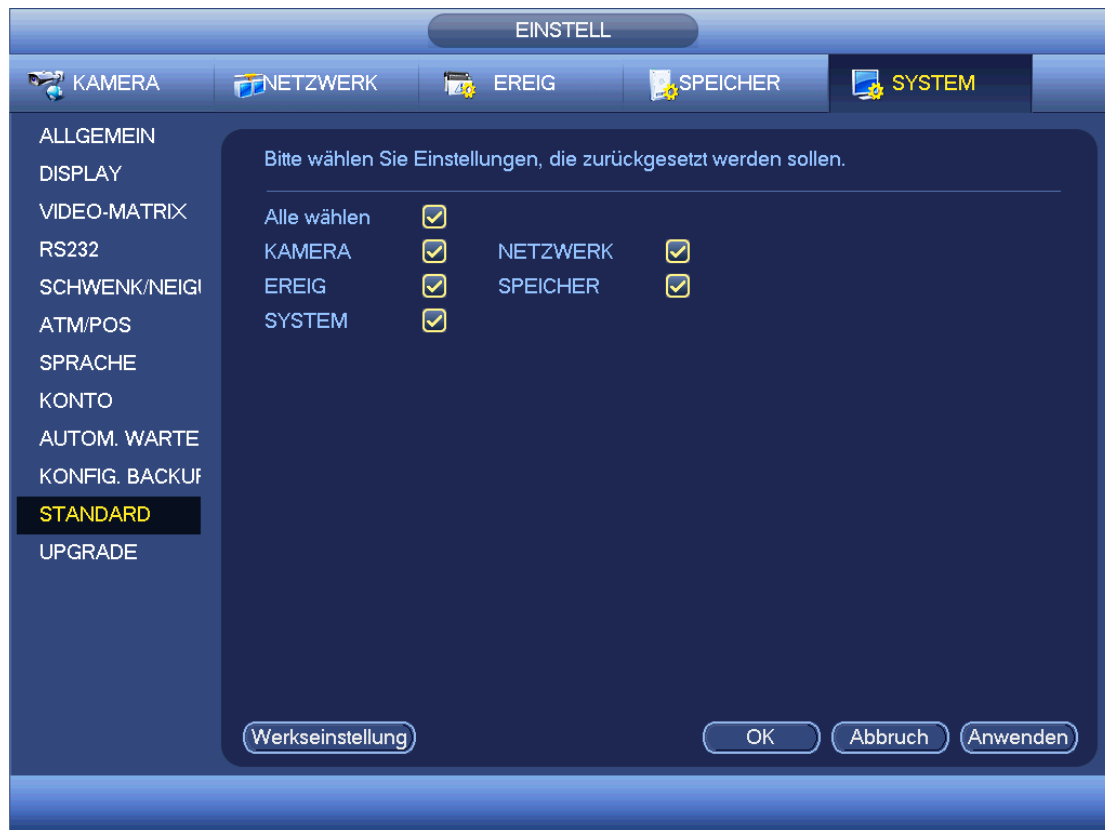 EINSTELL
KAMERA NETZWERK EREIG SPEICHER SYSTEM
ALLGEMEIN
DISPLAY
VIDEO-MATRIX
RS232
SCHWENK/NEIGU
ATM/POS
SPRACHE
KONTO
AUTOM. WARTE
KONFIG. BACKUP
STANDARD
UPGRADE
Bitte wählen Sie Einstellungen, die zurückgesetzt werden sollen.
Alle wählen
KAMERA NETZWERK
EREIG SPEICHER
SYSTEM
Werkseinstellung OK Abbruch Anwenden